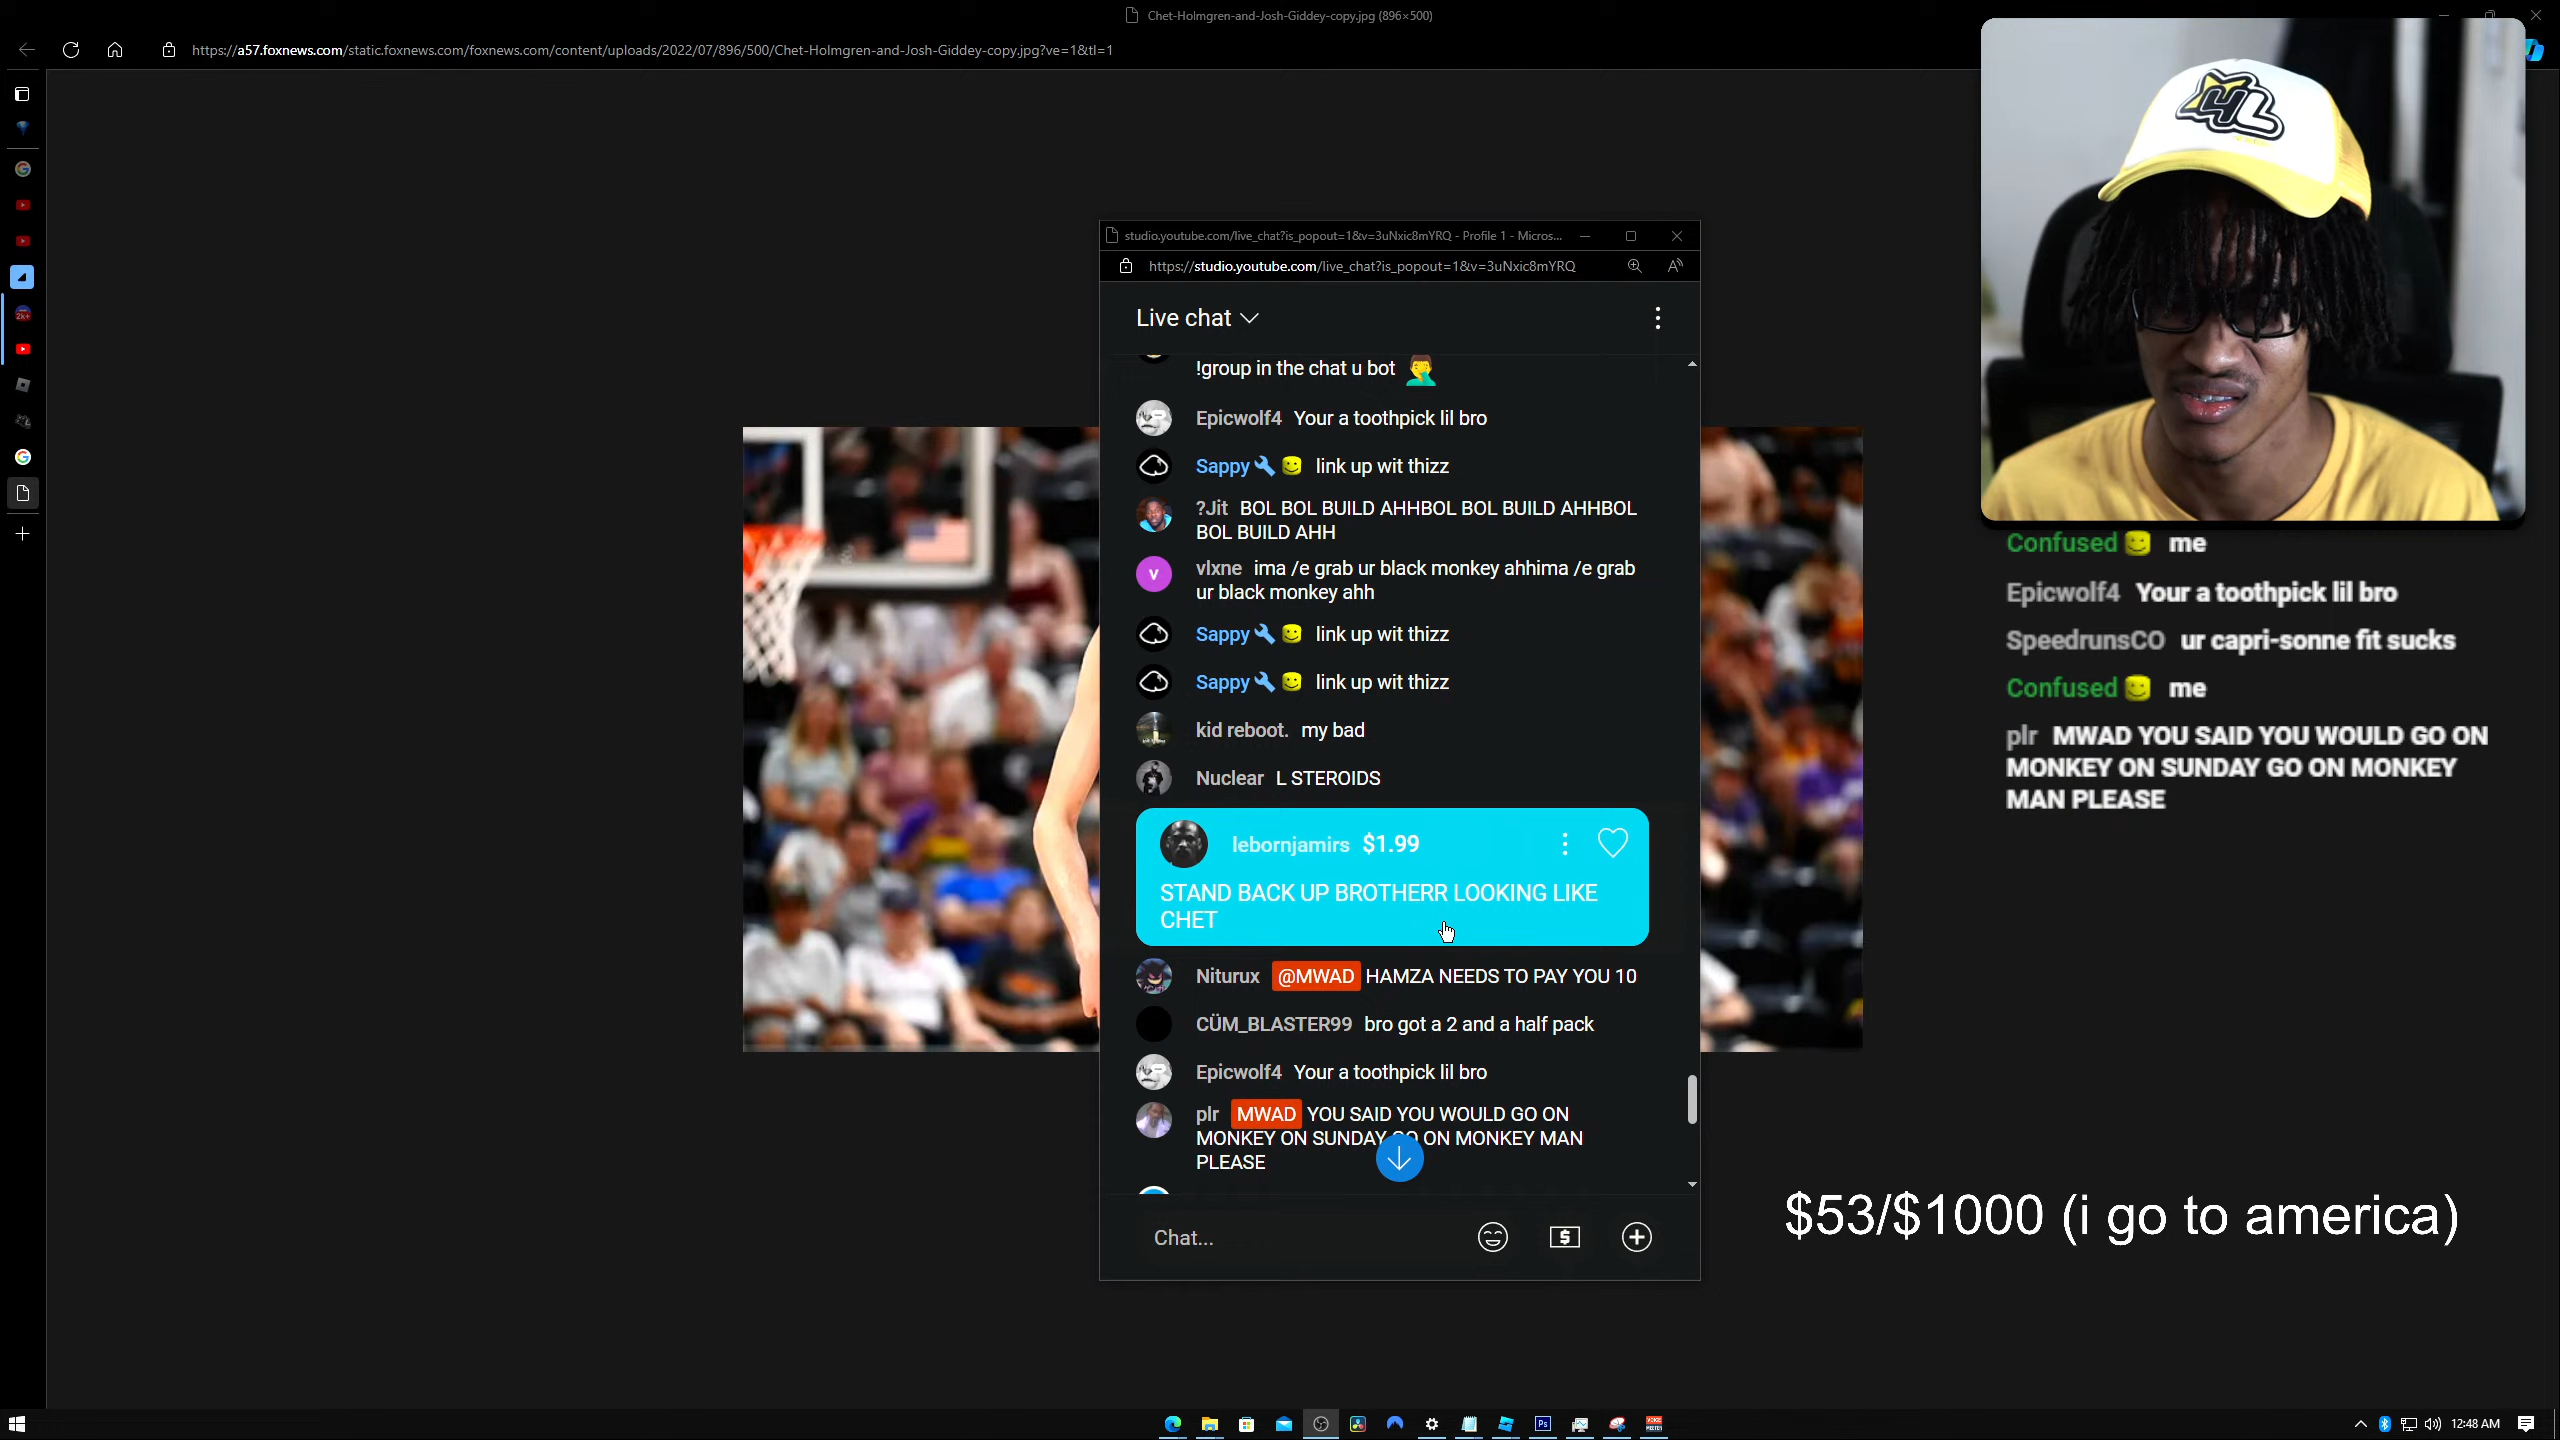 Chet-Holmgren-and-Josh-Giddey-copy.jpg (896×500)
https://a57.foxnews.com/static.foxnews.com/foxnews.com/content/uploads/2022/07/896/500/Chet-Holmgren-and-Josh-Giddey-copy.jpg?ve=1&tl=1
4L
studio.youtube.com/live_chat?is_popout=1&v=3uNxic8mYRQ - Profile 1 - Micros...
https://studio.youtube.com/live_chat?is_popout=1&v=3uNxic8mYRQ
Live chat
!group in the chat u bot
Epicwolf4 Your a toothpick lil bro
Sappy link up wit thizz
?Jit BOL BOL BUILD AHHBOL BOL BUILD AHHBOL
BOL BUILD AHH
V
vlxne ima /e grab ur black monkey ahhima /e grab
ur black monkey ahh
Sappy link up wit thizz
Sappy link up wit thizz
kid reboot. my bad
Nuclear L STEROIDS
lebornjamirs $1.99
STAND BACK UP BROTHERR LOOKING LIKE
CHET
Niturux @MWAD HAMZA NEEDS TO PAY YOU 10
CÜM_BLASTER99 bro got a 2 and a half pack
Epicwolf4 Your a toothpick lil bro
plr MWAD YOU SAID YOU WOULD GO ON
MONKEY ON SUNDAY GO ON MONKEY MAN
PLEASE
Chat...
Confused me
Epicwolf4 Your a toothpick lil bro
SpeedrunsCO ur capri-sonne fit sucks
Confused me
plr MWAD YOU SAID YOU WOULD GO ON
MONKEY ON SUNDAY GO ON MONKEY
MAN PLEASE
$53/$1000 (i go to america)
Ps
12:48 AM